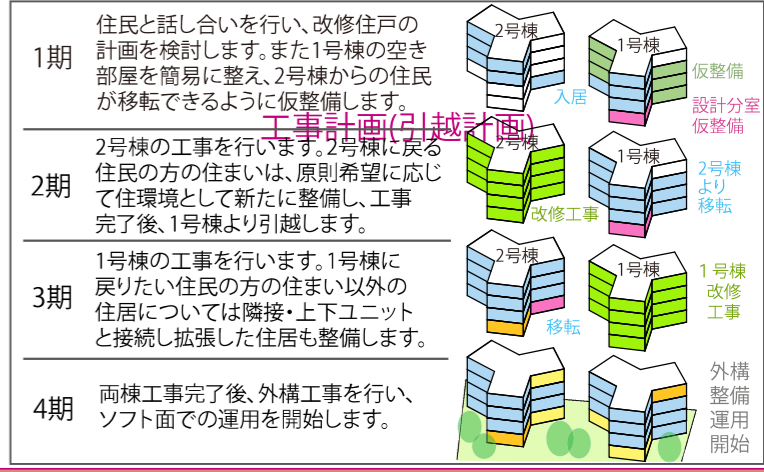 1期
住民と話し合いを行い、改修住戸の
計画を検討します。また1号棟の空き
部屋を簡易に整え、2号棟からの住民
が移転できるように仮整備します。
2号棟
入居
1号棟
仮整備
設計分室
仮整備
工事計画(引越計画)
2期
2号棟の工事を行います。2号棟に戻る
住民の方の住まいは、原則希望に応じ
て住環境として新たに整備し、工事
完了後、1号棟より引越します。
2号棟
改修工事
1号棟
2号棟
より
移転
3期
1号棟の工事を行います。1号棟に
戻りたい住民の方の住まい以外の
住居については隣接・上下ユニット
と接続し拡張した住居も整備します。
2号棟
移転
1号棟
1号棟
改修
工事
4期
両棟工事完了後、外構工事を行い、
ソフト面での運用を開始します。
外構
整備
運用
開始